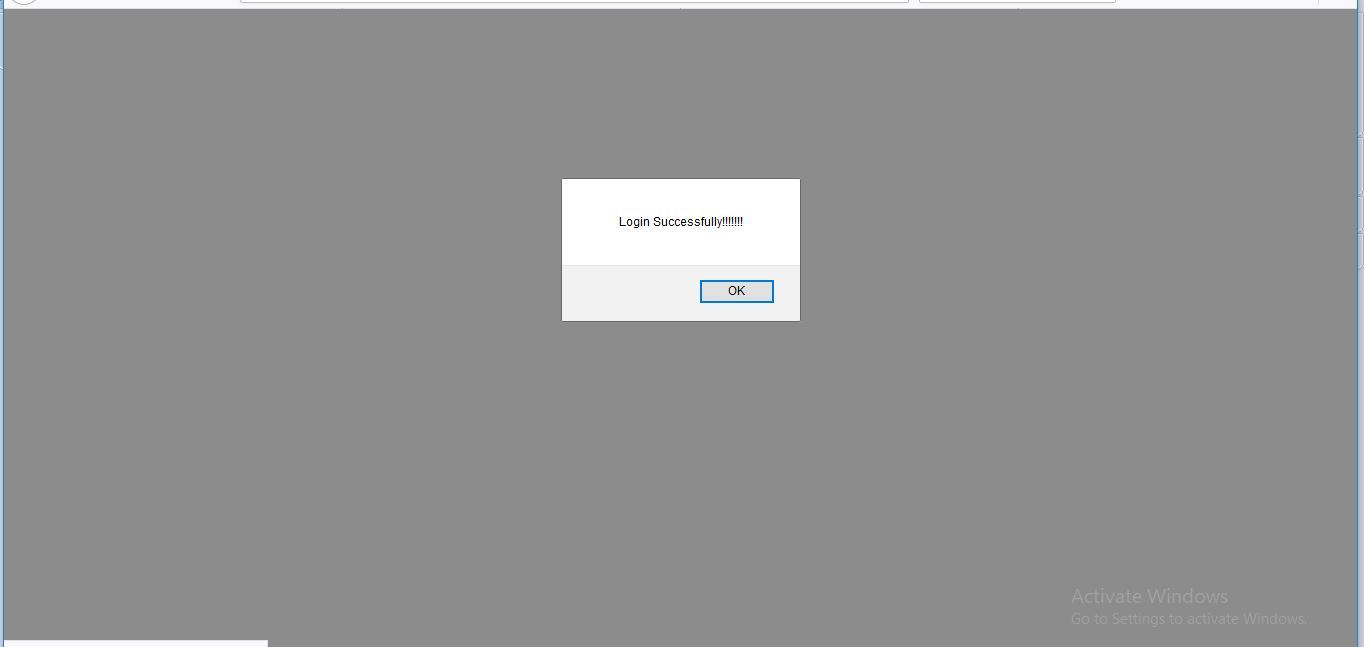 Login Successfully!!!!!!!
OK
Activate Windows
Go to Settings to activate Windows.